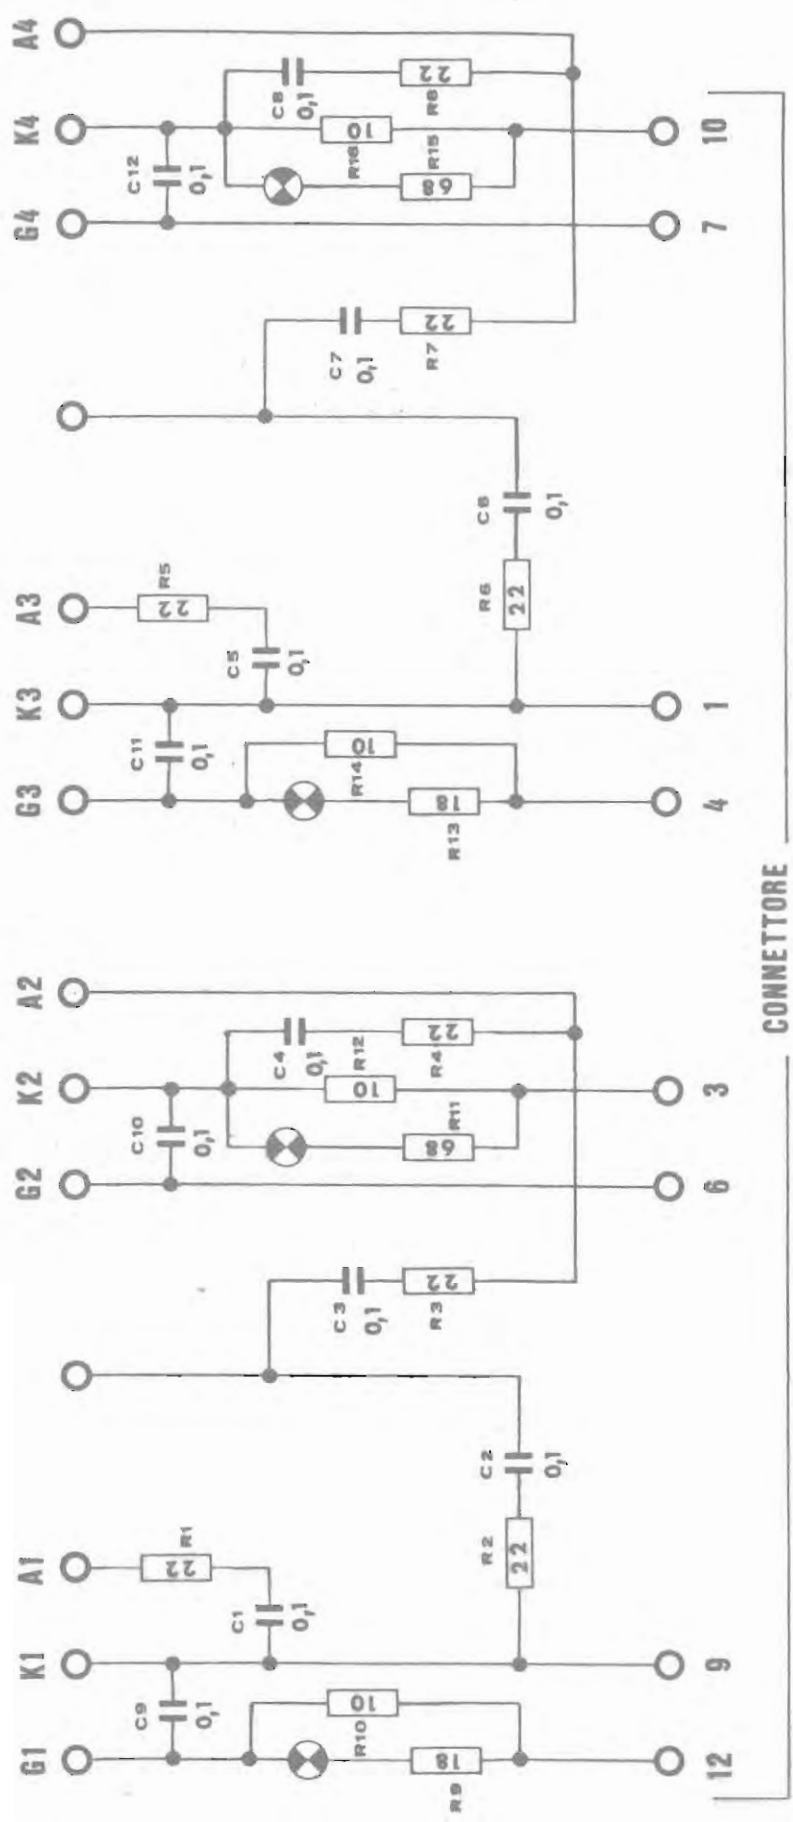 A4
C8
0,1
22
R8
K4
10
R16
R15
10
C12
0,1
68
G4
7
C7
0,1
22
R7
C6
0,1
A3
22
R5
R6
22
C5
0,1
K3
1
C11
0,1
10
R14
G3
18
R13
4
CONNETTORE
A2
C4
0,1
22
R4
K2
10
R12
R11
3
C10
0,1
68
G2
6
C3
0,1
22
R3
C2
0,1
A1
22
R1
R2
22
C1
0,1
K1
9
C9
0,1
10
R10
G1
18
R9
12